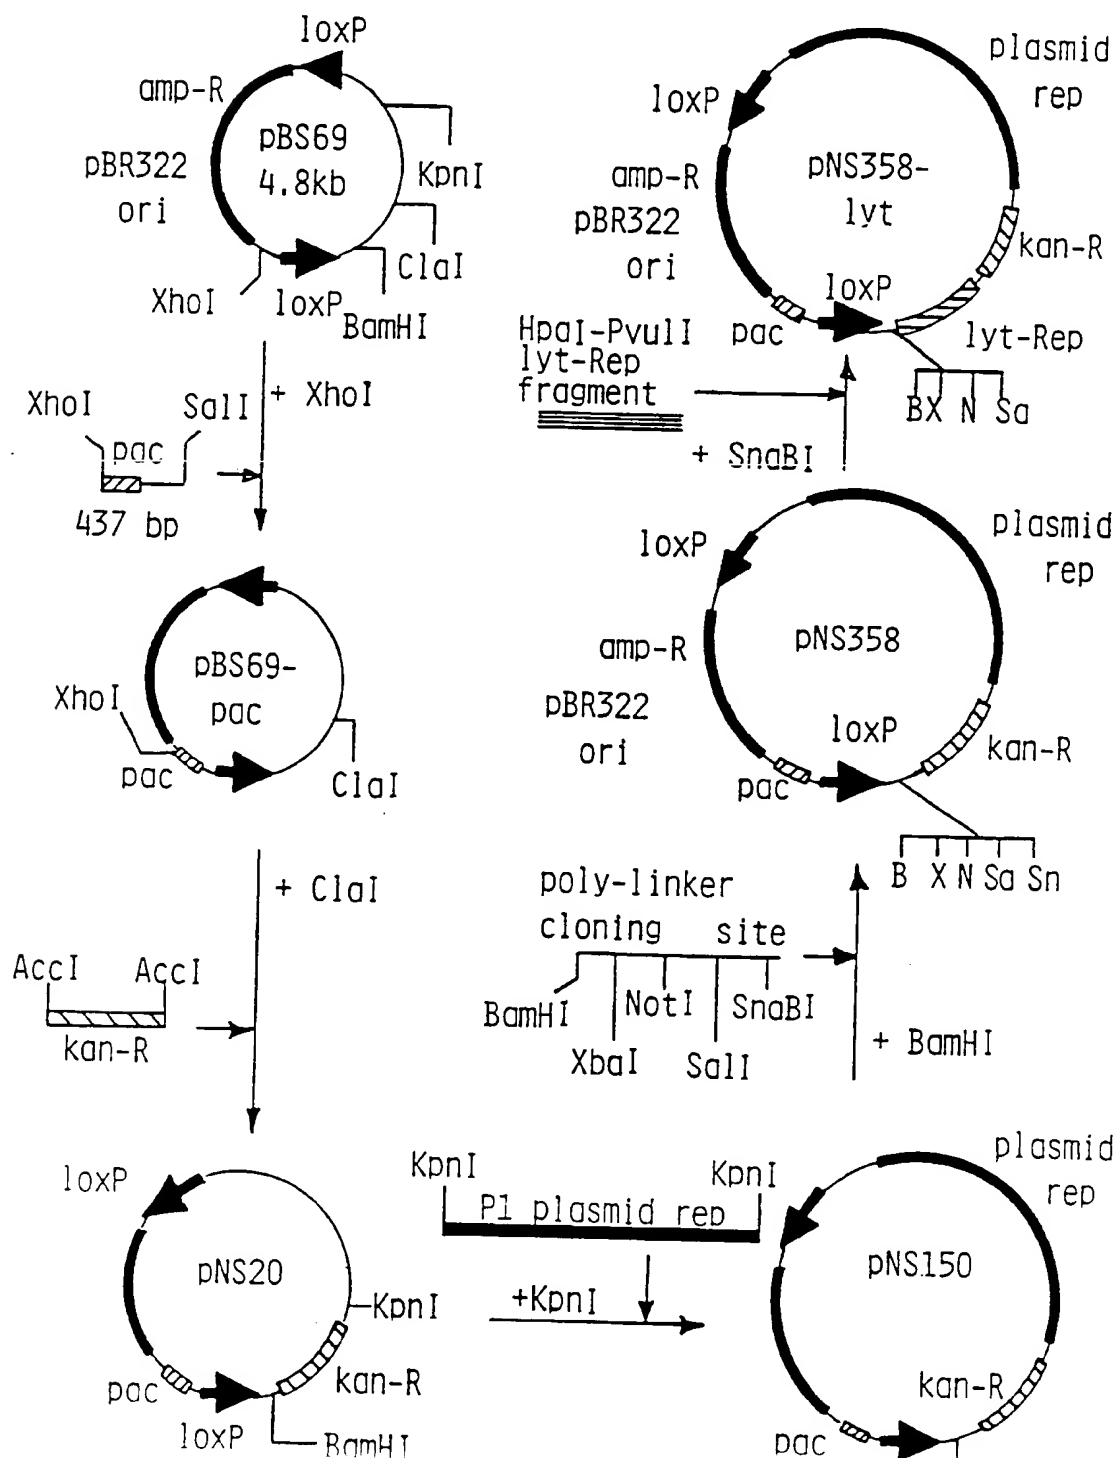 loxP
amp-R
pBS69
4.8kb
pBR322
ori
KpnI
ClaI
XhoI
loxP
BamHI
+ XhoI
XhoI
SalI
pac
437 bp
pBS69-
pac
XhoI
pac
ClaI
+ ClaI
AccI
AccI
kan-R
loxP
pNS20
KpnI
pac
kan-R
loxP
BamHI
KpnI
KpnI
P1 plasmid rep
+KpnI
plasmid
rep
pNS150
kan-R
pac
poly-linker
cloning site
BamHI
NotI
SnaBI
XbaI
SalI
+ BamHI
plasmid
rep
loxP
pNS358
amp-R
pBR322
ori
loxP
kan-R
pac
B X N Sa Sn
HpaI-PvuII
lyt-Rep
fragment
+ SnaBI
plasmid
rep
loxP
pNS358-
lyt
amp-R
pBR322
ori
kan-R
loxP
pac
lyt-Rep
BX N Sa